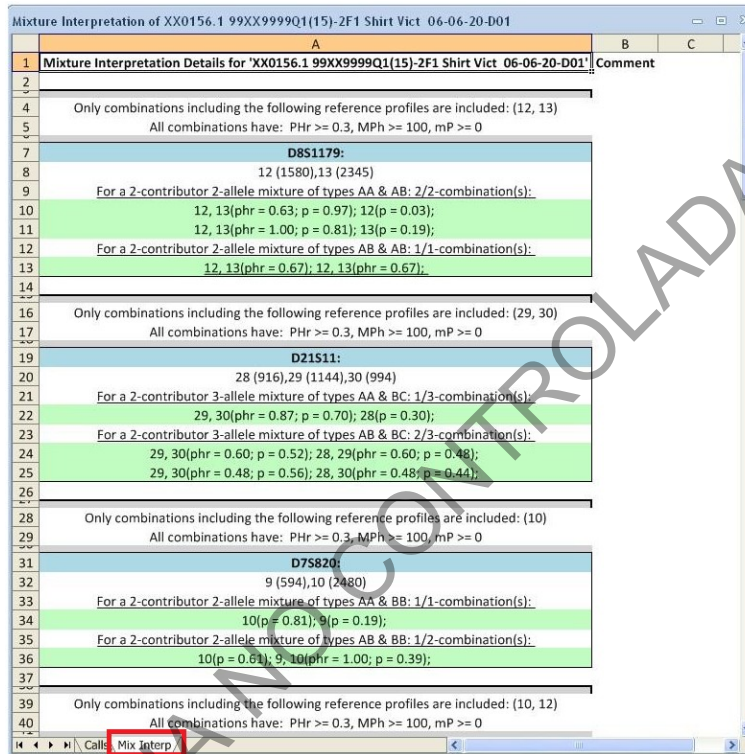 Mixture Interpretation of XX0156.1 99XX9999Q1(15)-2F1 Shirt Vict 06-06-20-D01
A B C
1 Mixture Interpretation Details for 'XX0156.1 99XX9999Q1(15)-2F1 Shirt Vict 06-06-20-D01' Comment
2
4 Only combinations including the following reference profiles are included: (12, 13)
5 All combinations have: PHr >= 0.3, MPh >= 100, mP >= 0
7 D8S1179:
8 12 (1580),13 (2345)
9 For a 2-contributor 2-allele mixture of types AA & AB: 2/2-combination(s):
10 12, 13(phr = 0.63; p = 0.97); 12(p = 0.03);
11 12, 13(phr = 1.00; p = 0.81); 13(p = 0.19);
12 For a 2-contributor 2-allele mixture of types AB & AB: 1/1-combination(s):
13 12, 13(phr = 0.67); 12, 13(phr = 0.67);
14
16 Only combinations including the following reference profiles are included: (29, 30)
17 All combinations have: PHr >= 0.3, MPh >= 100, mP >= 0
19 D21S11:
20 28 (916),29 (1144),30 (994)
21 For a 2-contributor 3-allele mixture of types AA & BC: 1/3-combination(s):
22 29, 30(phr = 0.87; p = 0.70); 28(p = 0.30);
23 For a 2-contributor 3-allele mixture of types AB & BC: 2/3-combination(s):
24 29, 30(phr = 0.60; p = 0.52); 28, 29(phr = 0.60; p = 0.48);
25 29, 30(phr = 0.48; p = 0.56); 28, 30(phr = 0.48; p = 0.44);
26
28 Only combinations including the following reference profiles are included: (10)
29 All combinations have: PHr >= 0.3, MPh >= 100, mP >= 0
31 D7S820:
32 9 (594),10 (2480)
33 For a 2-contributor 2-allele mixture of types AA & BB: 1/1-combination(s):
34 10(p = 0.81); 9(p = 0.19);
35 For a 2-contributor 2-allele mixture of types AB & BB: 1/2-combination(s):
36 10(p = 0.61); 9, 10(phr = 1.00; p = 0.39);
37
39 Only combinations including the following reference profiles are included: (10, 12)
40 All combinations have: PHr >= 0.3, MPh >= 100, mP >= 0
Calls Mix Interp
NO CONTROLADA